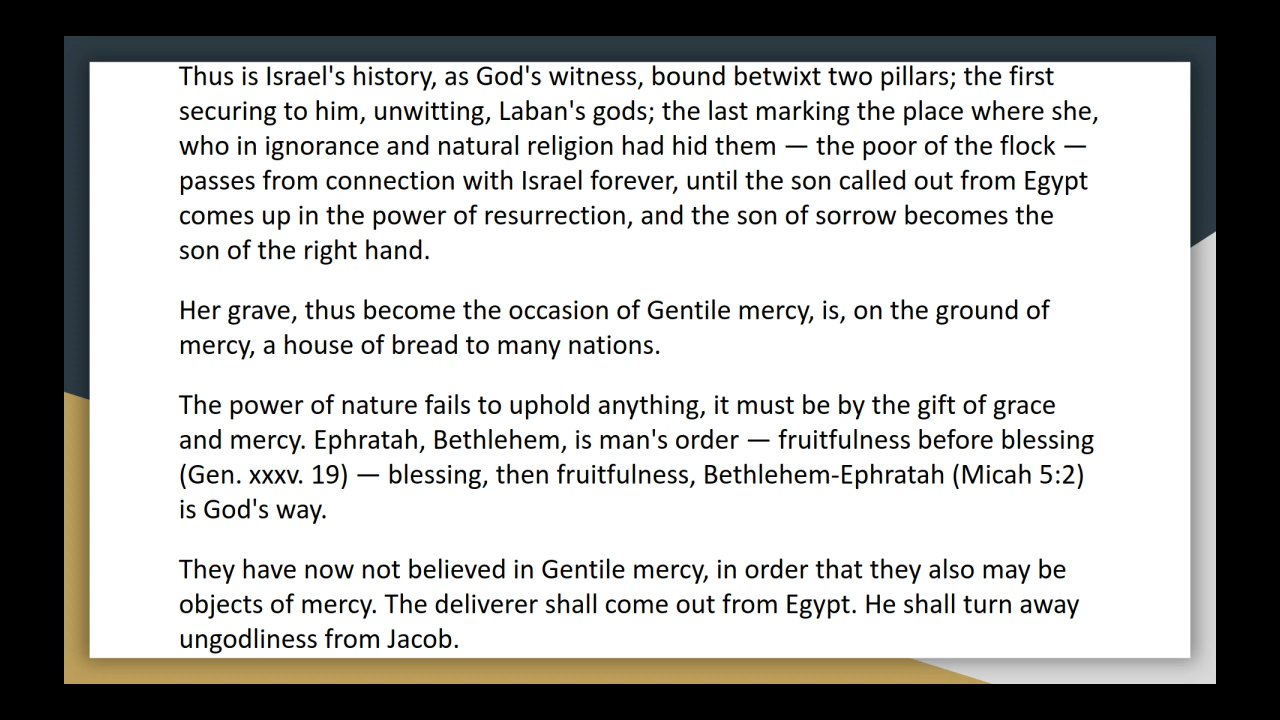 Thus is Israel's history, as God's witness, bound betwixt two pillars; the first
securing to him, unwitting, Laban's gods; the last marking the place where she,
who in ignorance and natural religion had hid them — the poor of the flock —
passes from connection with Israel forever, until the son called out from Egypt
comes up in the power of resurrection, and the son of sorrow becomes the
son of the right hand.
Her grave, thus become the occasion of Gentile mercy, is, on the ground of
mercy, a house of bread to many nations.
The power of nature fails to uphold anything, it must be by the gift of grace
and mercy. Ephratah, Bethlehem, is man's order — fruitfulness before blessing
(Gen. xxxv. 19) — blessing, then fruitfulness, Bethlehem-Ephratah (Micah 5:2)
is God's way.
They have now not believed in Gentile mercy, in order that they also may be
objects of mercy. The deliverer shall come out from Egypt. He shall turn away
ungodliness from Jacob.